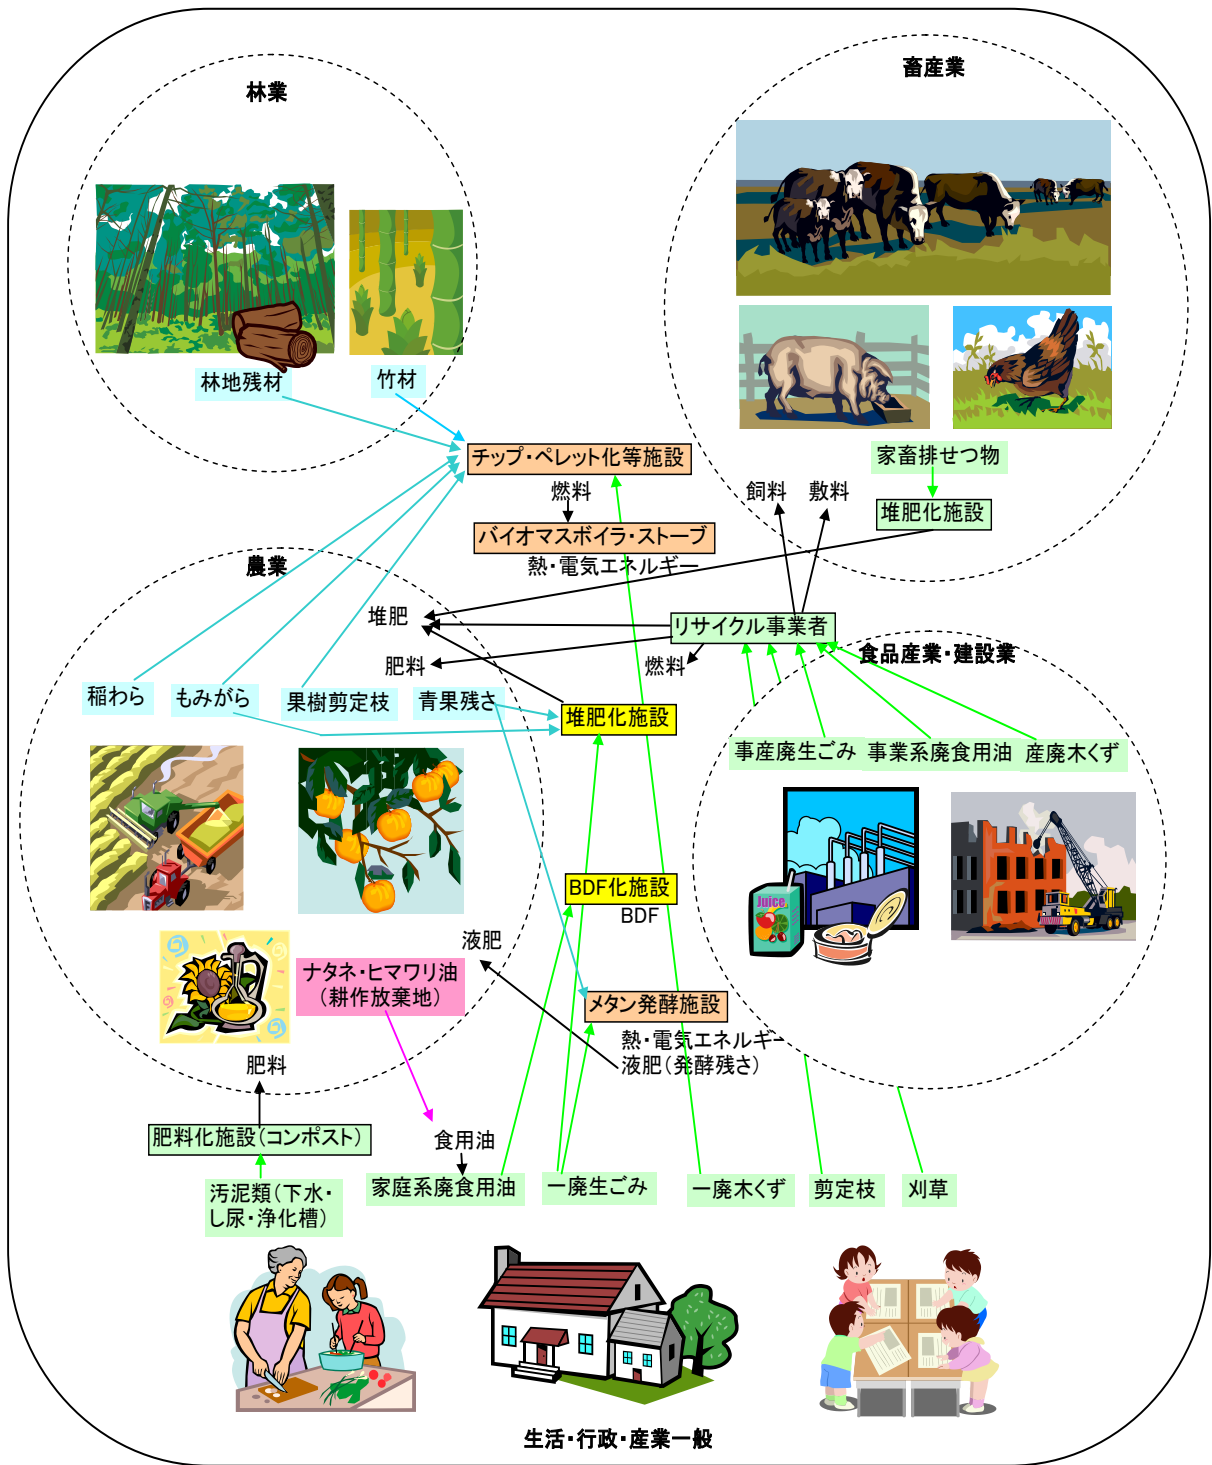 畜産業
林業
林地残材
竹材
チップ・ペレット化等施設
燃料
バイオマスボイラ・ストーブ
熱・電気エネルギー
家畜排せつ物
飼料
敷料
堆肥化施設
農業
堆肥
リサイクル事業者
肥料
燃料
食品産業・建設業
稲わら
もみがら
果樹剪定枝
青果残さ
堆肥化施設
事産廃生ごみ
事業系廃食用油
産廃木くず
Juice
BDF化施設
BDF
液肥
ナタネ・ヒマワリ油
(耕作放棄地)
メタン発酵施設
熱・電気エネルギー
液肥(発酵残さ)
肥料
肥料化施設(コンポスト)
食用油
汚泥類(下水・
し尿・浄化槽)
家庭系廃食用油
一廃生ごみ
一廃木くず
剪定枝
刈草
生活・行政・産業一般